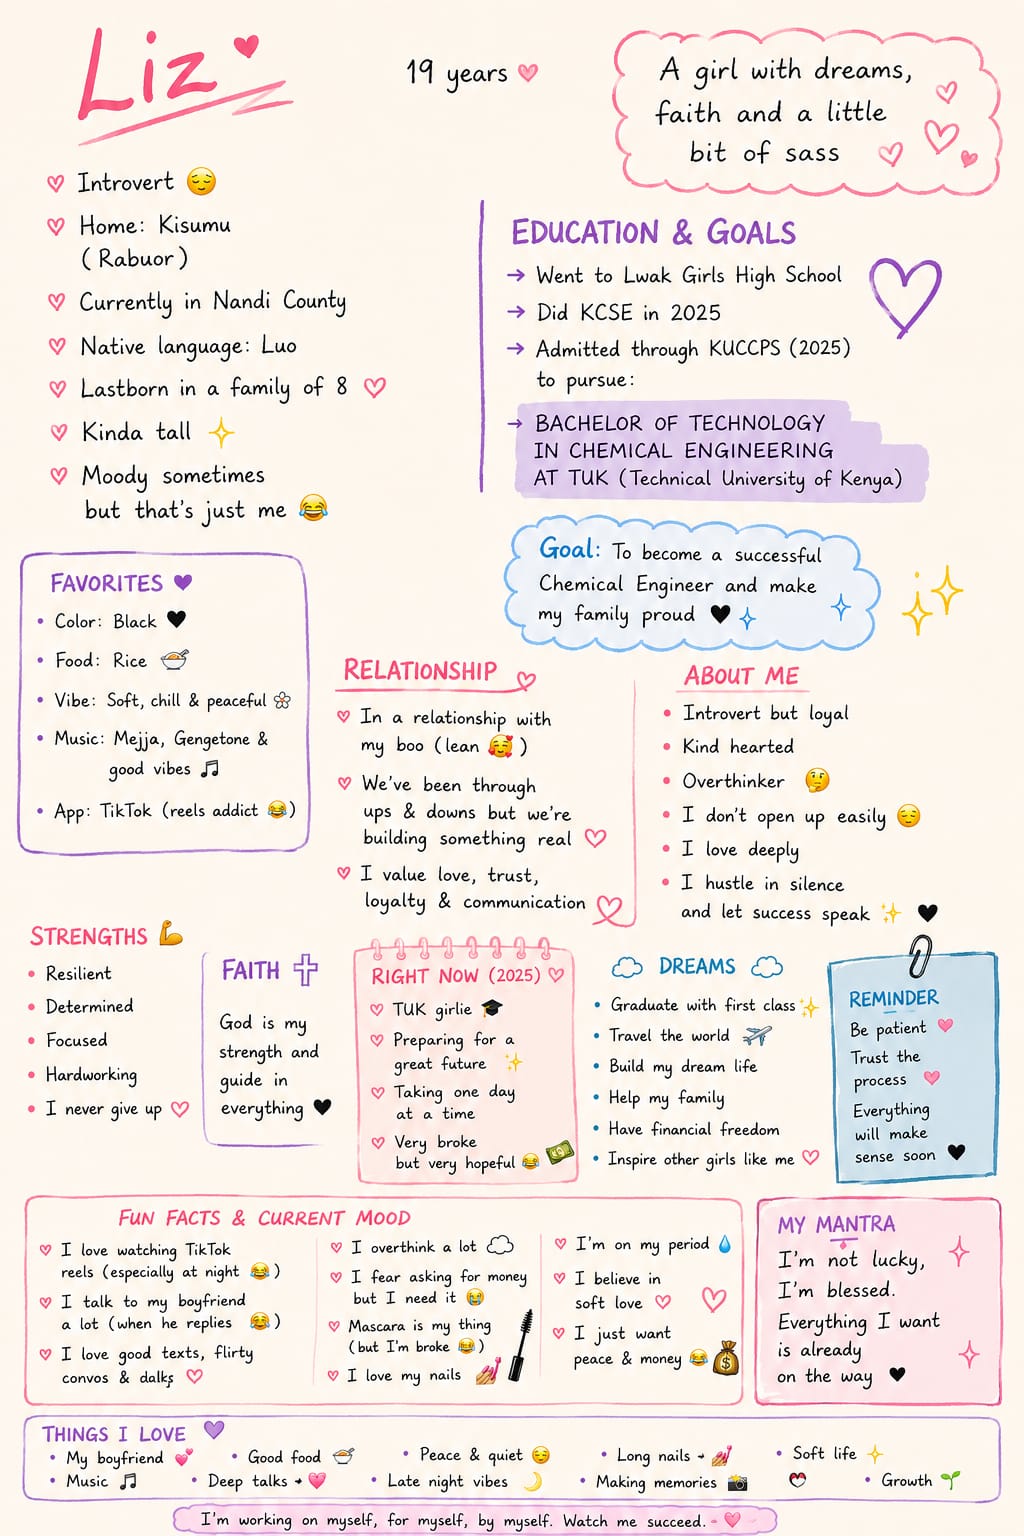 Liz
19 years
A girl with dreams,
faith and a little
bit of sass
Introvert
Home: Kisumu
(Rabuor)
Currently in Nandi County
Native language: Luo
Lastborn in a family of 8
Kinda tall
Moody sometimes
but that's just me
EDUCATION & GOALS
→ Went to Lwak Girls High School
→ Did KCSE in 2025
→ Admitted through KUCCPS (2025)
to pursue:
→ BACHELOR OF TECHNOLOGY
IN CHEMICAL ENGINEERING
AT TUK (Technical University of Kenya)
Goal: To become a successful
Chemical Engineer and make
my family proud
FAVORITES
• Color: Black
• Food: Rice
• Vibe: Soft, chill & peaceful
• Music: Mejja, Gengetone &
good vibes
• App: TikTok (reels addict 😂)
RELATIONSHIP
In a relationship with
my boo (lean 🥰)
We've been through
ups & downs but we're
building something real
I value love, trust,
loyalty & communication
ABOUT ME
• Introvert but loyal
• Kind hearted
• Overthinker
• I don't open up easily
• I love deeply
• I hustle in silence
and let success speak
STRENGTHS
• Resilient
• Determined
• Focused
• Hardworking
• I never give up
FAITH
God is my
strength and
guide in
everything
RIGHT NOW (2025)
TUK girlie
Preparing for a
great future
Taking one day
at a time
Very broke
but very hopeful
DREAMS
• Graduate with first class
• Travel the world
• Build my dream life
• Help my family
• Have financial freedom
• Inspire other girls like me
REMINDER
Be patient
Trust the
process
Everything
will make
sense soon
FUN FACTS & CURRENT MOOD
I love watching TikTok
reels (especially at night 😂)
I talk to my boyfriend
a lot (when he replies 😂)
I love good texts, flirty
convos & dalks
I overthink a lot
I fear asking for money
but I need it
Mascara is my thing
(but I'm broke 😂)
I love my nails
I'm on my period
I believe in
soft love
I just want
peace & money
MY MANTRA
I'm not lucky,
I'm blessed.
Everything I want
is already
on the way
THINGS I LOVE
• My boyfriend • Good food • Peace & quiet • Long nails • Soft life
• Music • Deep talks • Late night vibes • Making memories • Growth
I'm working on myself, for myself, by myself. Watch me succeed.